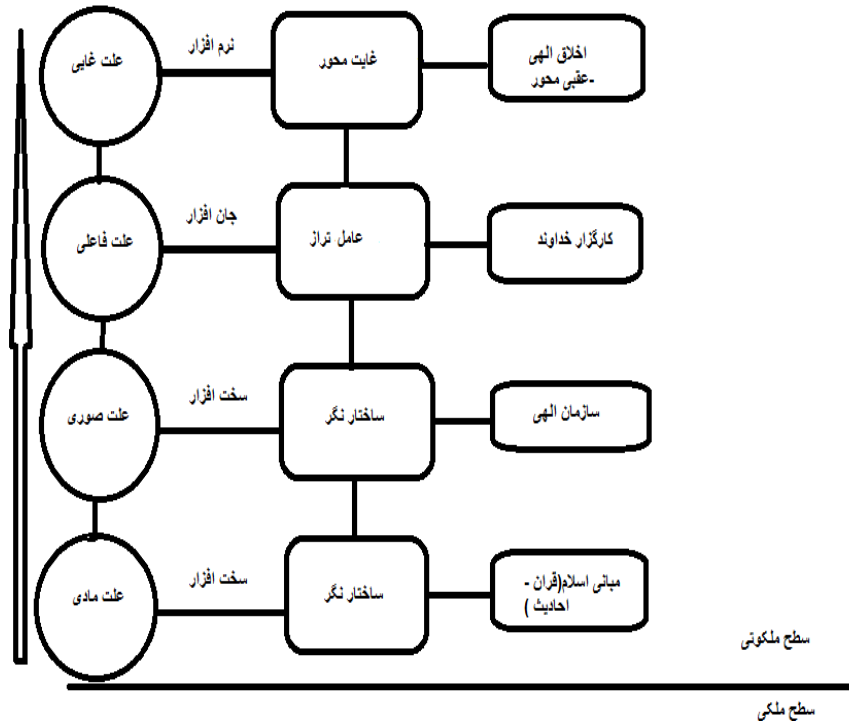 علت غایی
نرم افزار
غایت محور
اخلاق الهی
-عقبی محور
علت فاعلی
جان افزار
عامل تراز
کارگزار خداوند
علت صوری
سخت افزار
ساختار نگر
سازمان الهی
علت مادی
سخت افزار
ساختار نگر
مبانی اسلام(قران -
احادیث )
سطح ملکوتی
سطح ملکی